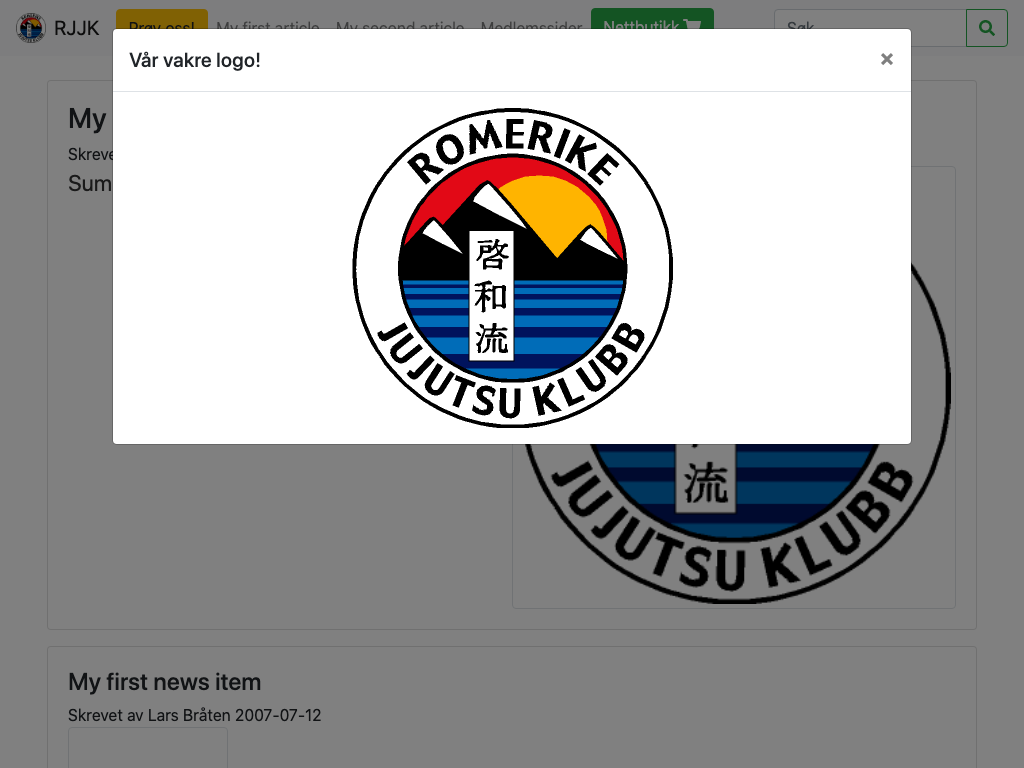 RJJK
Prøv oss!
My first article
My second article
Medlemssider
Nettbutikk
Søk
Vår vakre logo!
×
ROMERIKE
啓
和
流
JUJUTSU KLUBB
My
Skreve
Sum
流
JUJUTSU KLUBB
My first news item
Skrevet av Lars Bråten 2007-07-12